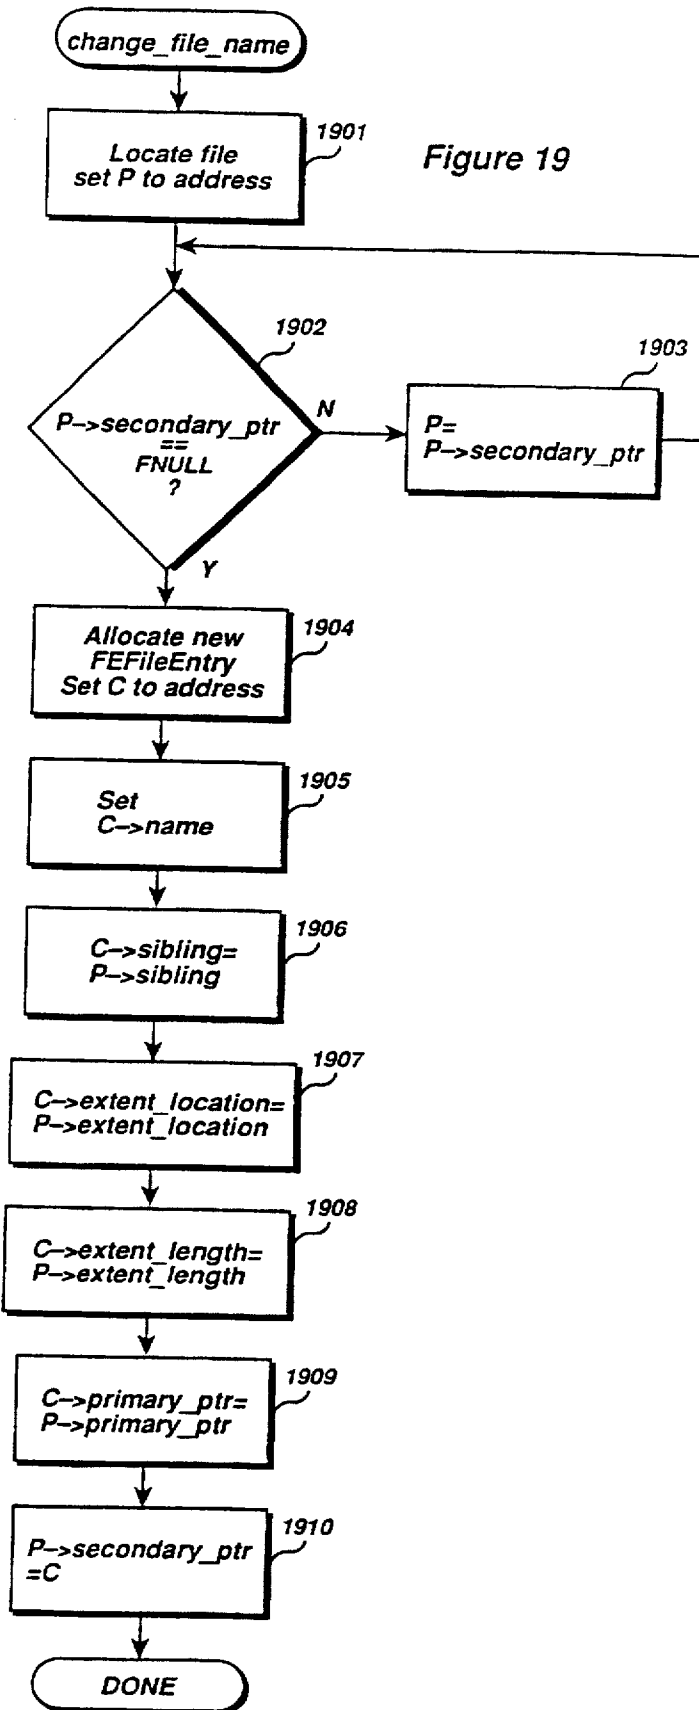 change_file_name
1901
Locate file
set P to address
Figure 19
1902
P->secondary_ptr
==
FNULL
?
N
Y
1903
P=
P->secondary_ptr
1904
Allocate new
FEFileEntry
Set C to address
1905
Set
C->name
1906
C->sibling=
P->sibling
1907
C->extent_location=
P->extent_location
1908
C->extent_length=
P->extent_length
1909
C->primary_ptr=
P->primary_ptr
1910
P->secondary_ptr
=C
DONE